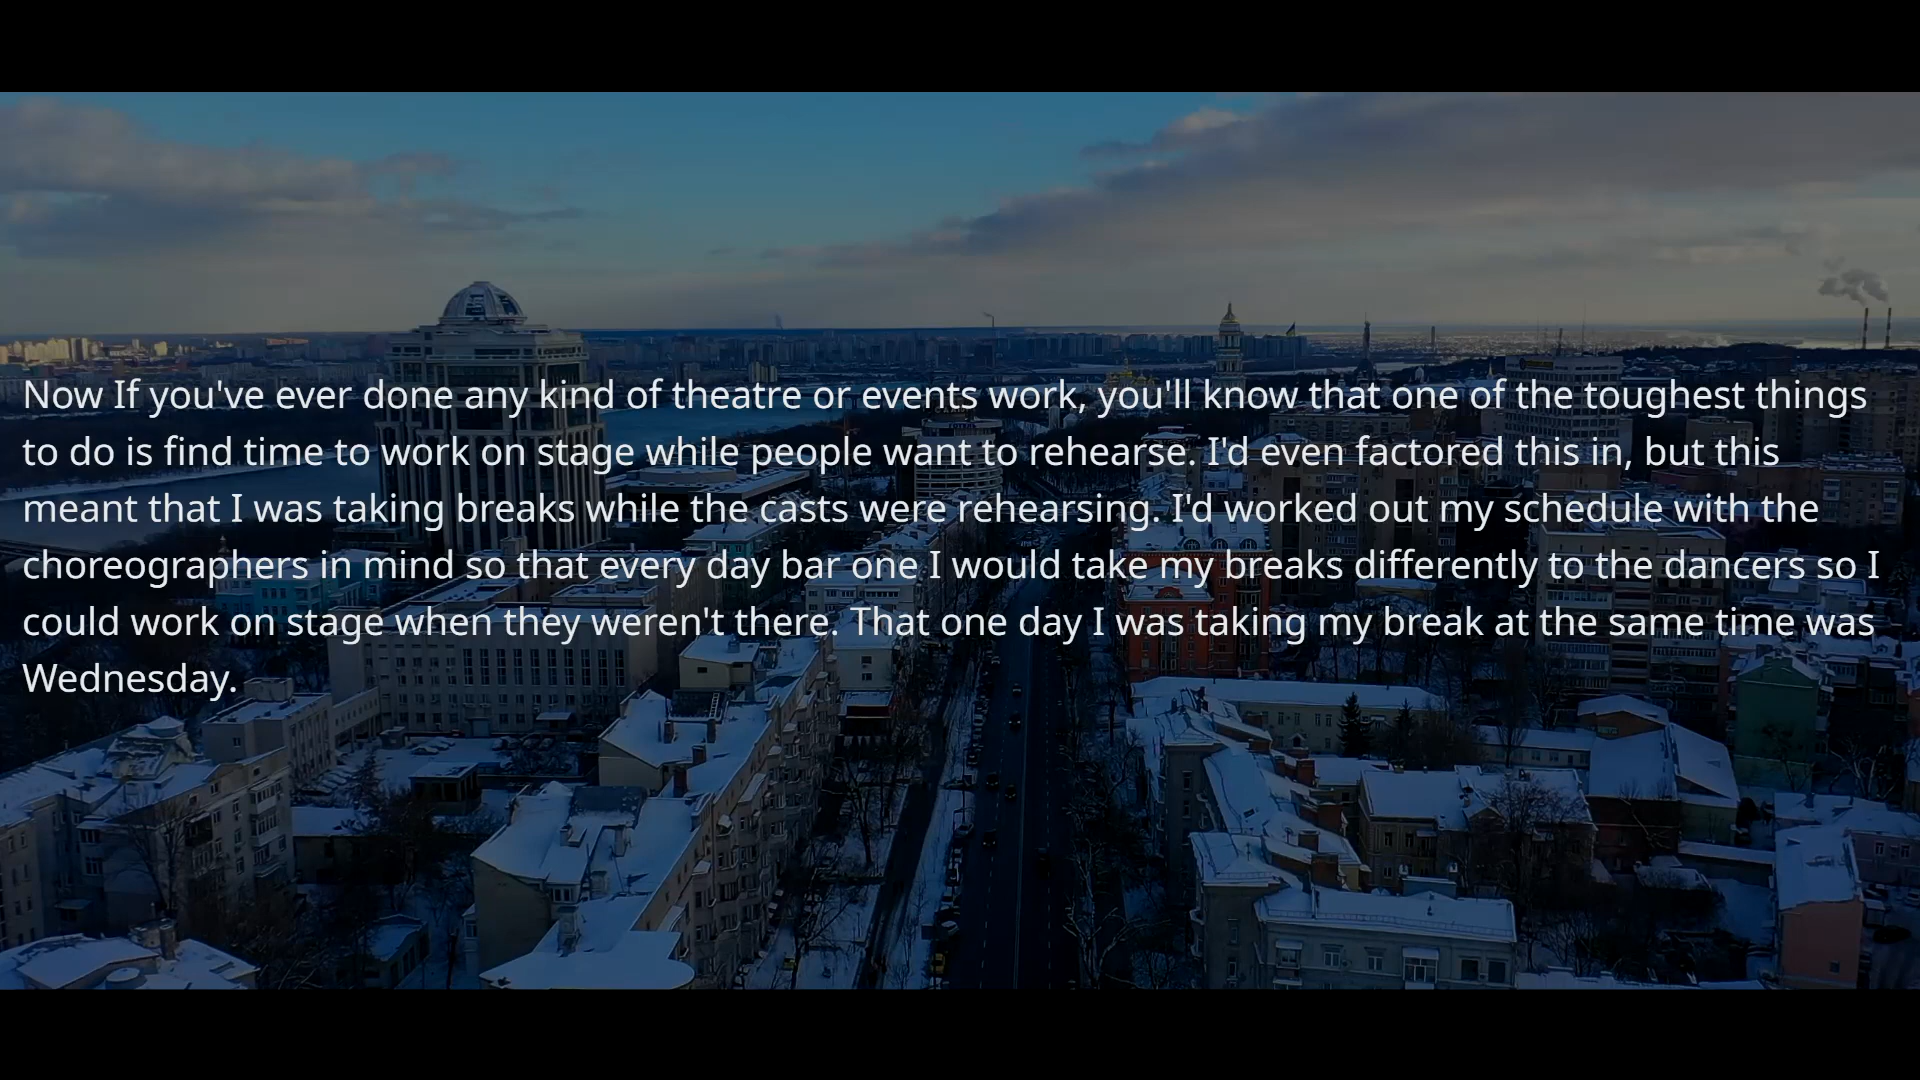 Now If you've ever done any kind of theatre or events work, you'll know that one of the toughest things
to do is find time to work on stage while people want to rehearse. I'd even factored this in, but this
meant that I was taking breaks while the casts were rehearsing. I'd worked out my schedule with the
choreographers in mind so that every day bar one I would take my breaks differently to the dancers so I
could work on stage when they weren't there. That one day I was taking my break at the same time was
Wednesday.